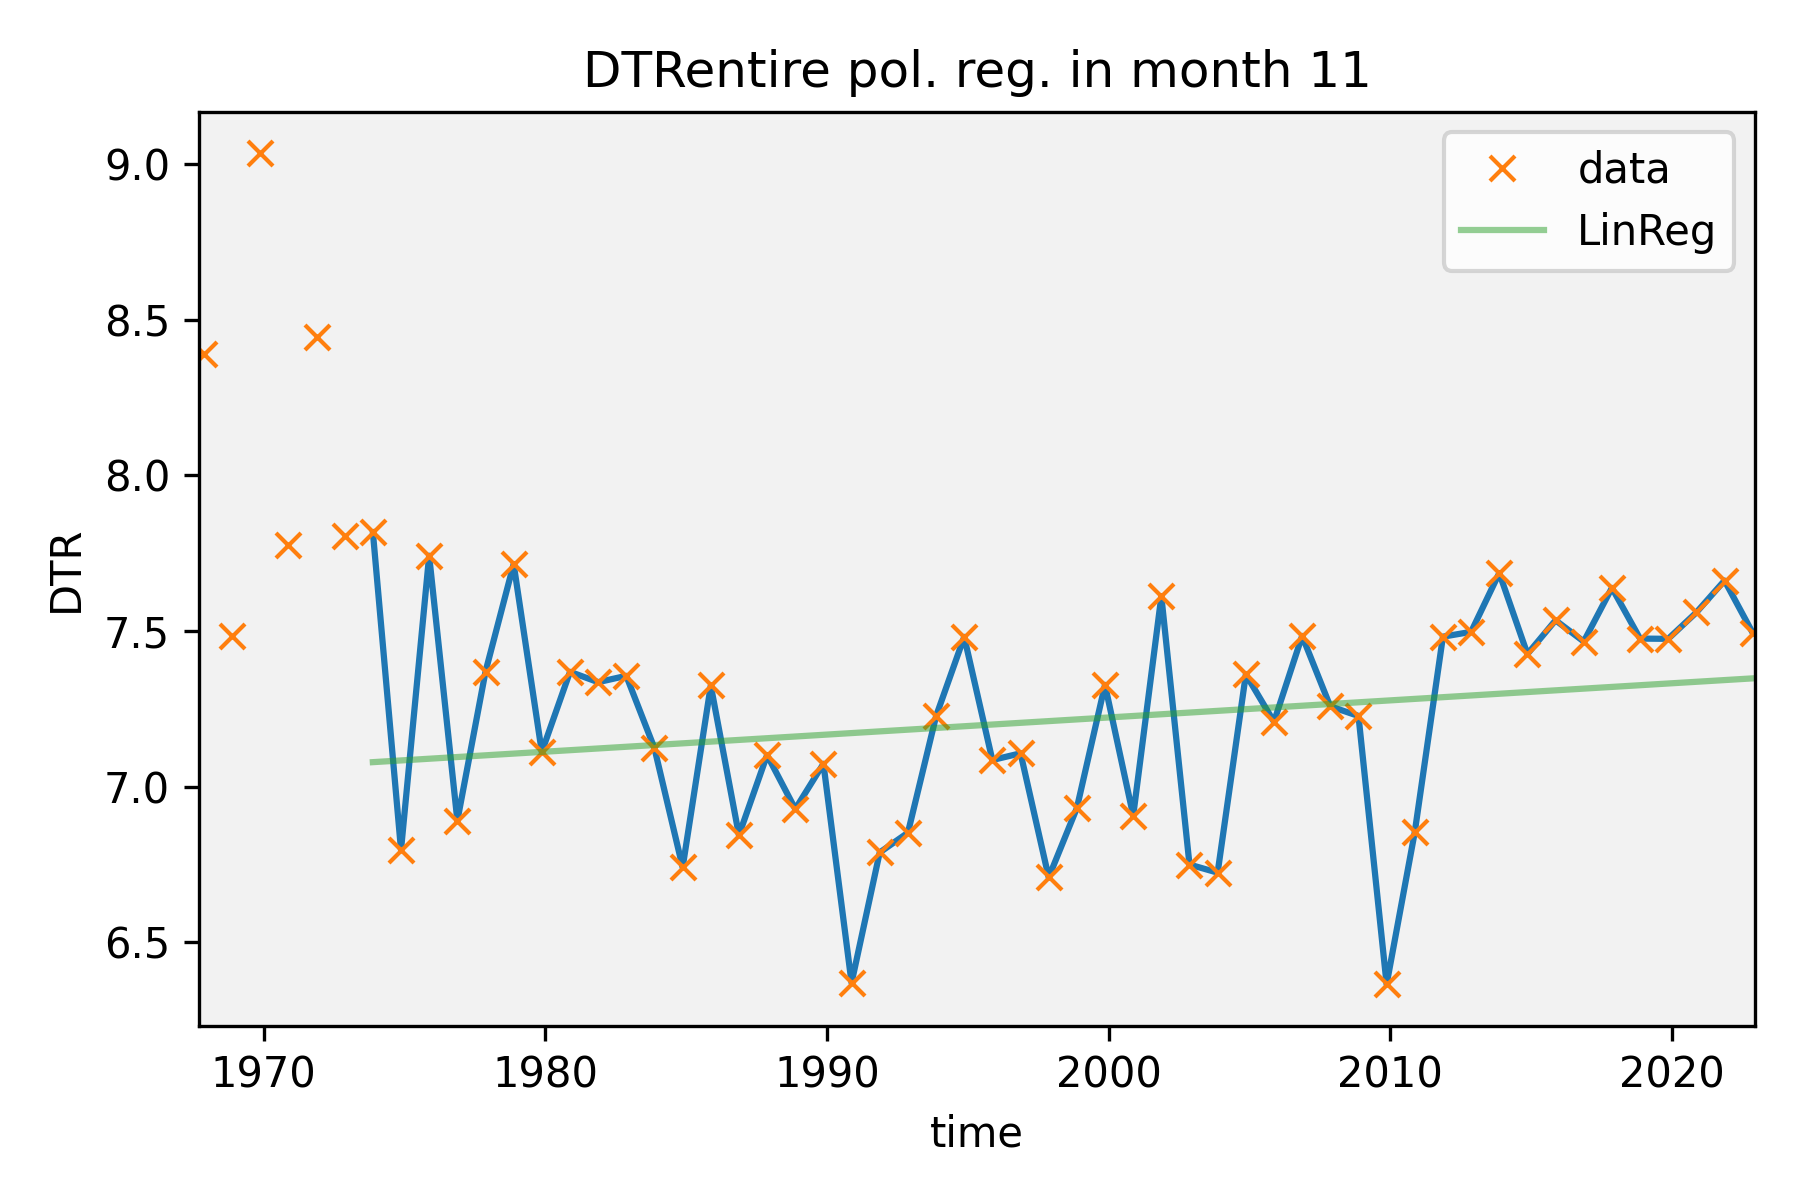 DTRentire pol. reg. in month 11
data
LinReg
9.0
8.5
8.0
7.5
7.0
6.5
DTR
1970 1980 1990 2000 2010 2020
time